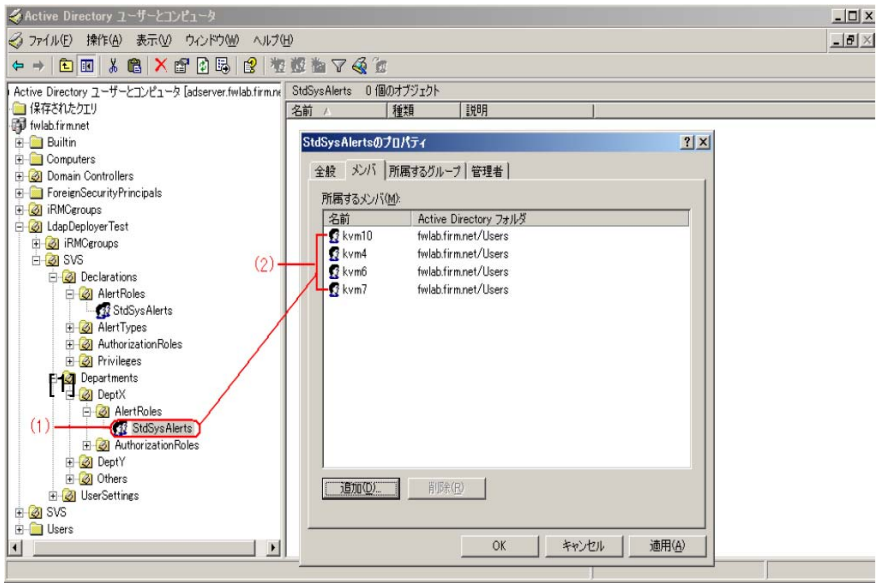 Active Directory ユーザーとコンピュータ
ファイル(F) 操作(A) 表示(V) ウィンドウ(W) ヘルプ(H)
Active Directory ユーザーとコンピュータ [adserver.fwlab.firm.ne
StdSysAlerts 0 個のオブジェクト
保存されたクエリ
fwlab.firm.net
Builtin
Computers
Domain Controllers
ForeignSecurityPrincipals
iRMCgroups
LdapDeployerTest
iRMCgroups
SVS
Declarations
AlertRoles
StdSysAlerts
AlertTypes
AuthorizationRoles
Privileges
Departments
[1]
DeptX
AlertRoles
(1)
StdSysAlerts
AuthorizationRoles
DeptY
Others
UserSettings
SVS
Users
名前 種類 説明
StdSysAlertsのプロパティ
全般 メンバ 所属するグループ 管理者
所属するメンバ(M):
名前 Active Directory フォルダ
(2)
kvm10 fwlab.firm.net/Users
kvm4 fwlab.firm.net/Users
kvm6 fwlab.firm.net/Users
kvm7 fwlab.firm.net/Users
追加(D)... 削除(R)
OK キャンセル 適用(A)